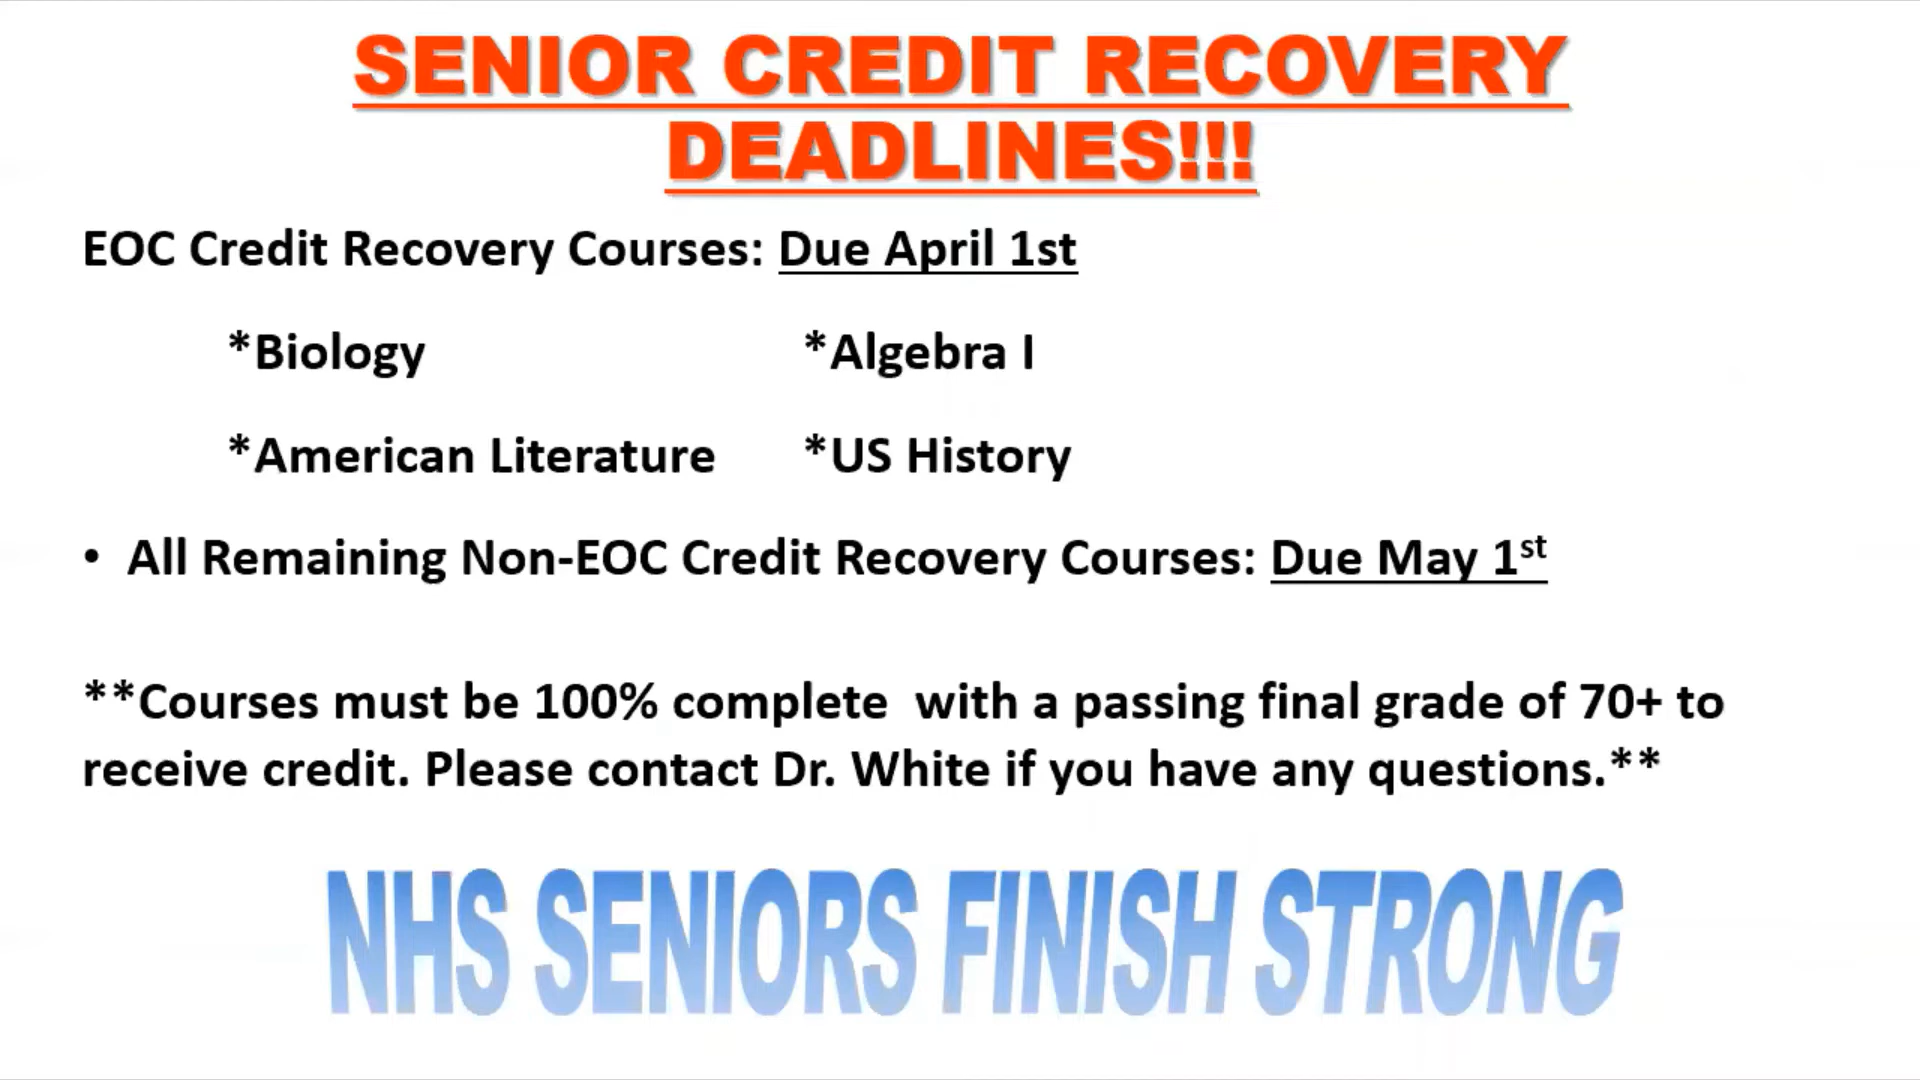 SENIOR CREDIT RECOVERY
DEADLINES!!!
EOC Credit Recovery Courses: Due April 1st
*Biology *Algebra I
*American Literature *US History
• All Remaining Non-EOC Credit Recovery Courses: Due May 1st
**Courses must be 100% complete  with a passing final grade of 70+ to
receive credit. Please contact Dr. White if you have any questions.**
NHS SENIORS FINISH STRONG